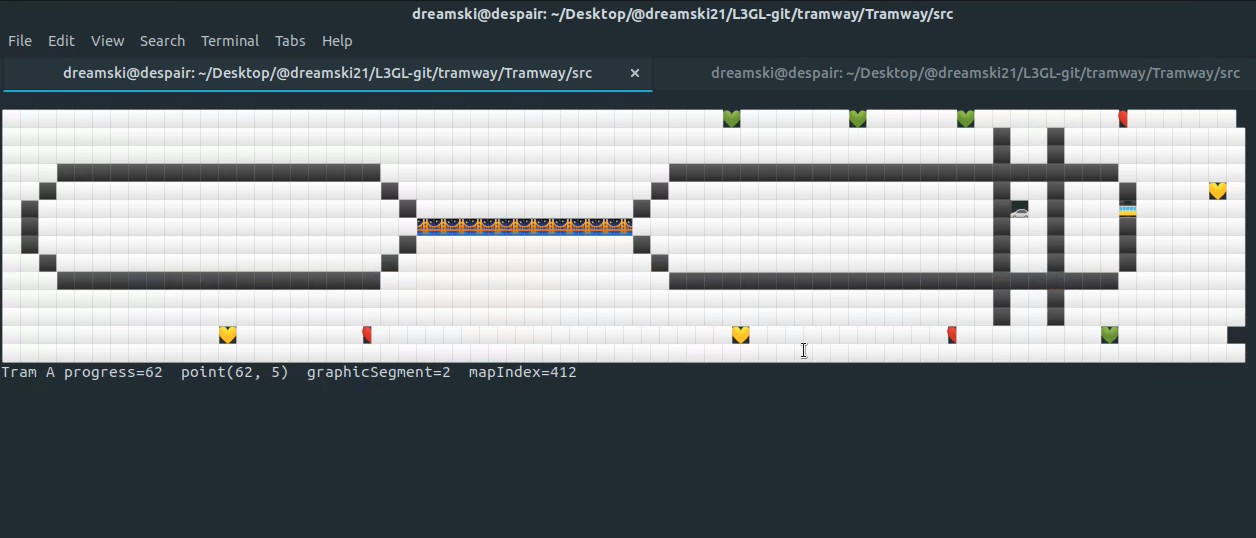 dreamski@despair: ~/Desktop/@dreamski21/L3GL-git/tramway/Tramway/src
File Edit View Search Terminal Tabs Help
dreamski@despair: ~/Desktop/@dreamski21/L3GL-git/tramway/Tramway/src × dreamski@despair: ~/Desktop/@dreamski21/L3GL-git/tramway/Tramway/src
Tram A progress=62 point(62, 5) graphicSegment=2 mapIndex=412